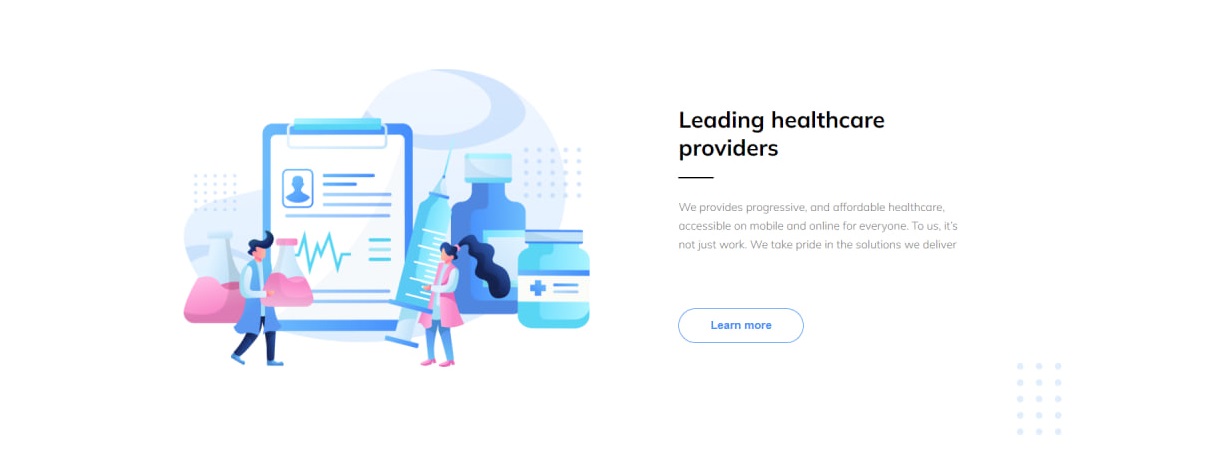 Leading healthcare
providers
We provides progressive, and affordable healthcare,
accessible on mobile and online for everyone. To us, it's
not just work. We take pride in the solutions we deliver
Learn more